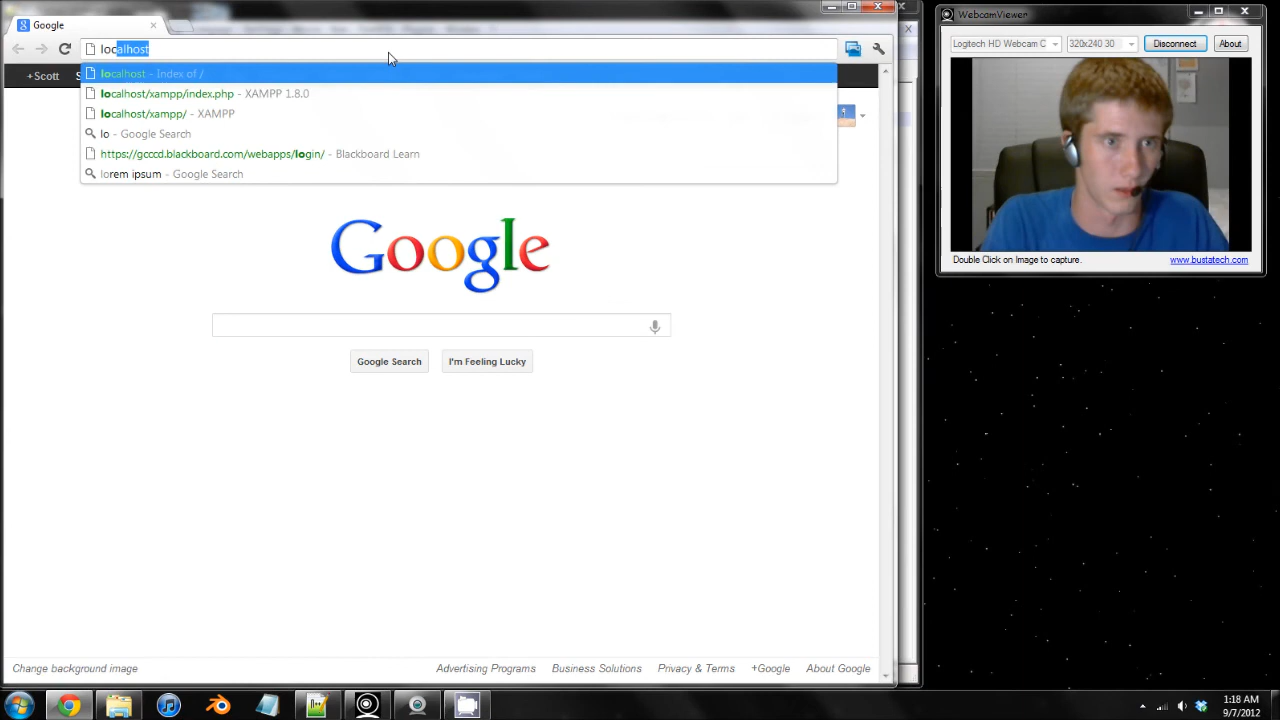 Google
WebcamViewer
localhost
Logitech HD Webcam C
320x240 30
Disconnect
About
+Scott
localhost - Index of /
localhost/xampp/index.php - XAMPP 1.8.0
localhost/xampp/ - XAMPP
lo - Google Search
https://gcccd.blackboard.com/webapps/login/ - Blackboard Learn
lorem ipsum - Google Search
Double Click on Image to capture.
www.bustatech.com
Google
Google Search
I'm Feeling Lucky
Change background image
Advertising Programs
Business Solutions
Privacy & Terms
+Google
About Google
1:18 AM
9/7/2012